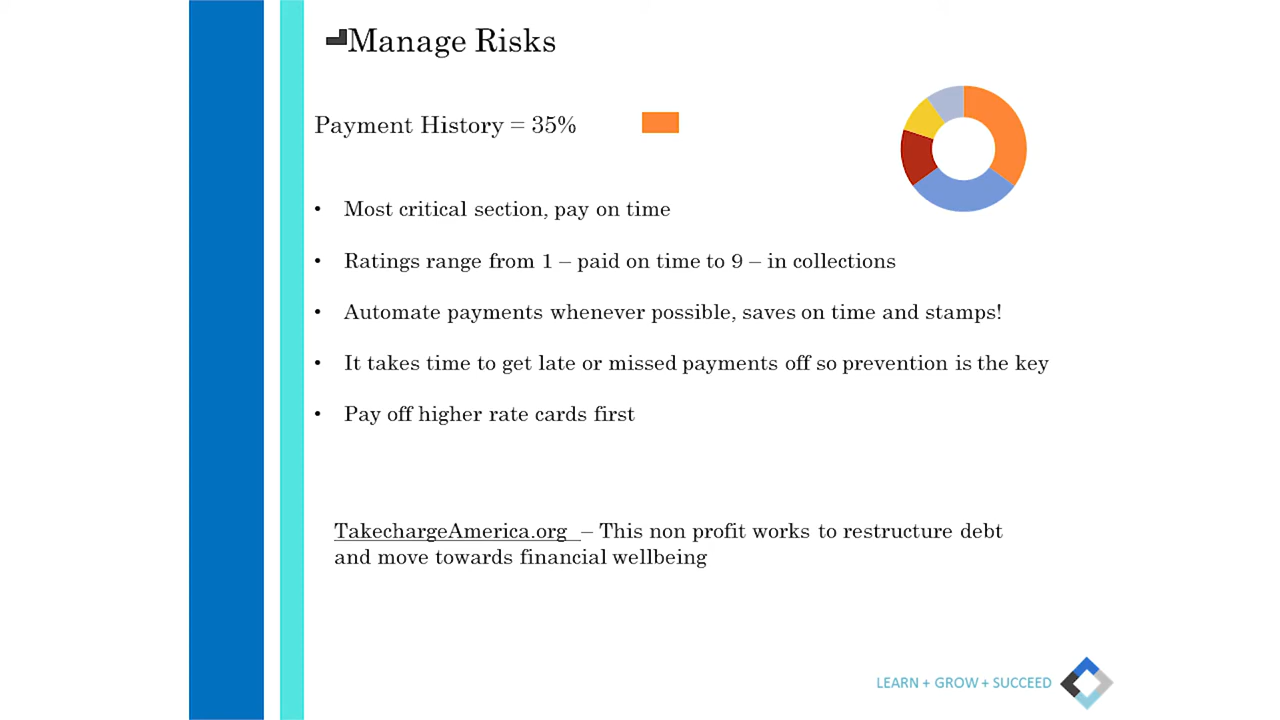 Manage Risks
Payment History = 35%
• Most critical section, pay on time
• Ratings range from 1 – paid on time to 9 – in collections
• Automate payments whenever possible, saves on time and stamps!
• It takes time to get late or missed payments off so prevention is the key
• Pay off higher rate cards first
TakechargeAmerica.org – This non profit works to restructure debt
and move towards financial wellbeing
LEARN + GROW + SUCCEED